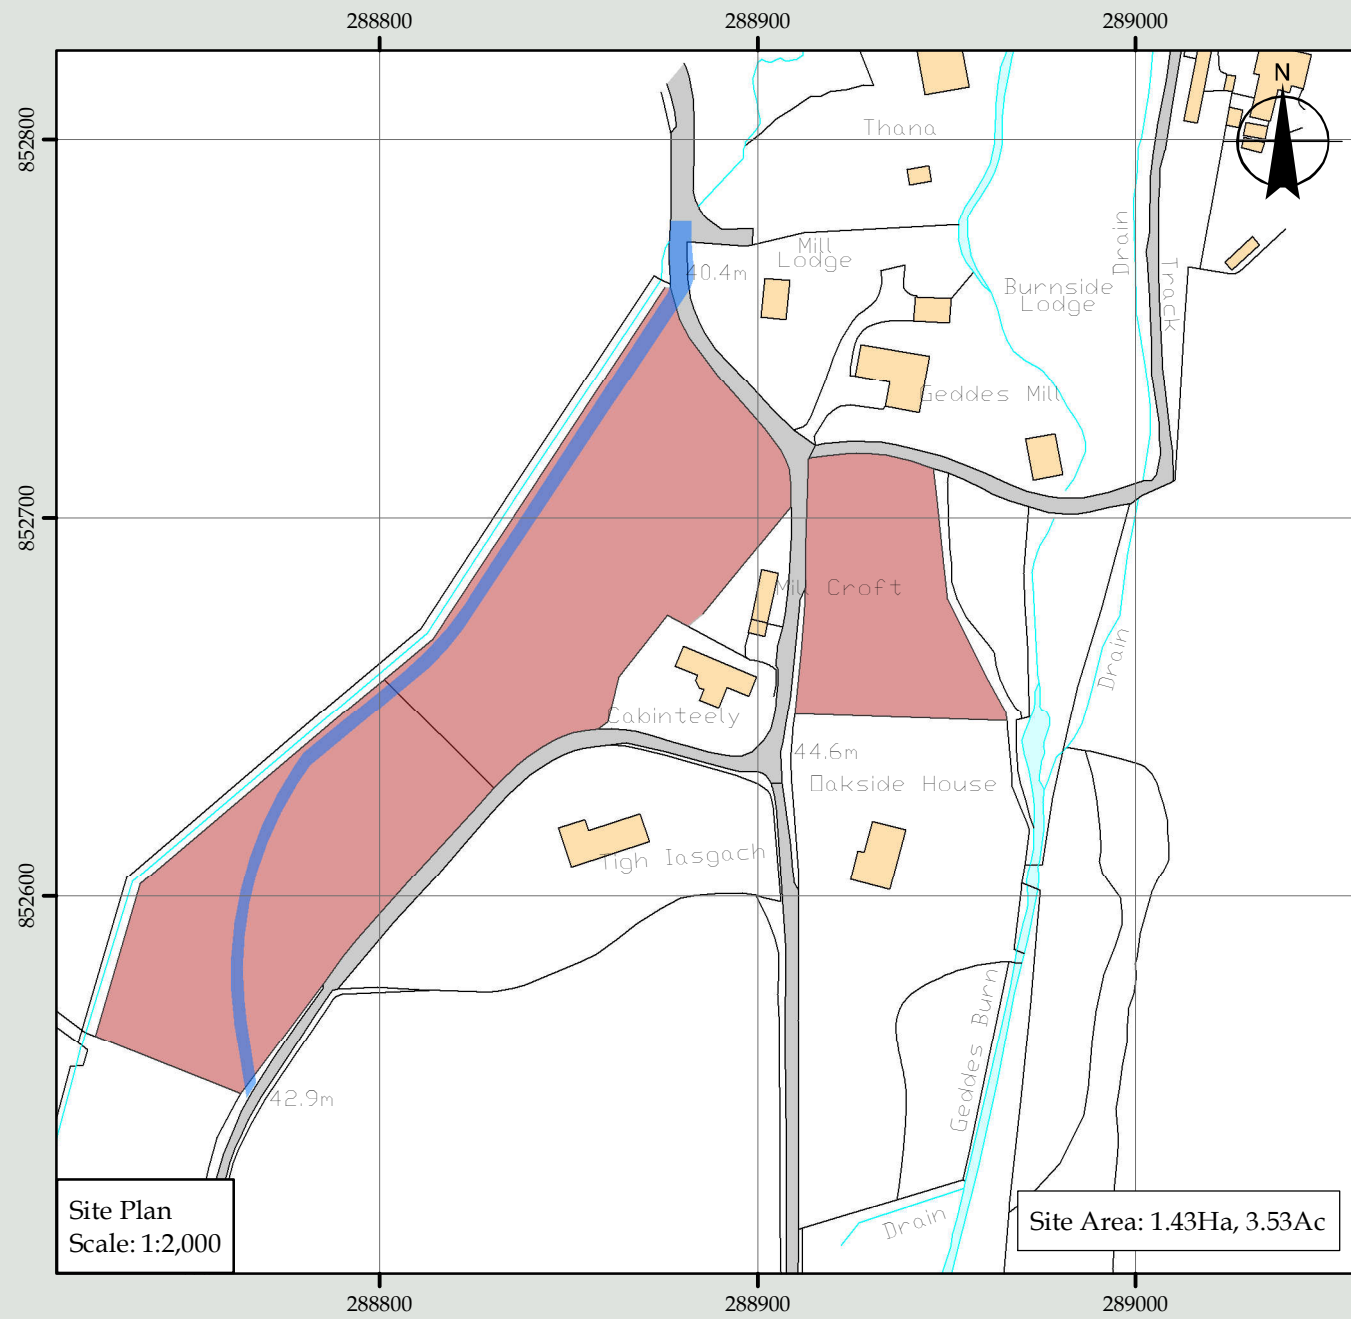 288800
288900
289000
N
852800
Thana
Drain
Mill
Lodge
40.4m
Track
Burnside
Lodge
Geddes Mill
852700
Mill Croft
Drain
Cabinteely
44.6m
Oakside House
Tigh Iasgach
852600
Geddes Burn
42.9m
Drain
Site Plan
Scale: 1:2,000
Site Area: 1.43Ha, 3.53Ac
288800
288900
289000